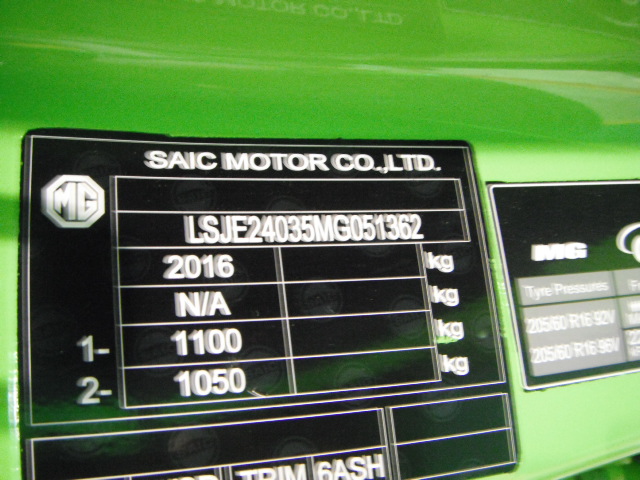 SAIC MOTOR CO.,LTD.
MG
LSJF24035MG051362
2016 kg
N/A kg
1- 1100 kg
2- 1050 kg
TRIM 6ASH
MG
Tyre Pressures
205/60 R16 92V
205/60 R16 96V